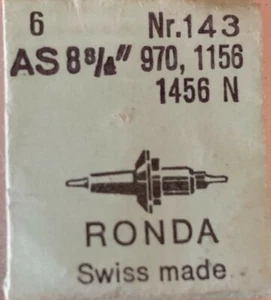 6 Nr.143
AS 8¾''' 970, 1156
1456 N
RONDA
Swiss made